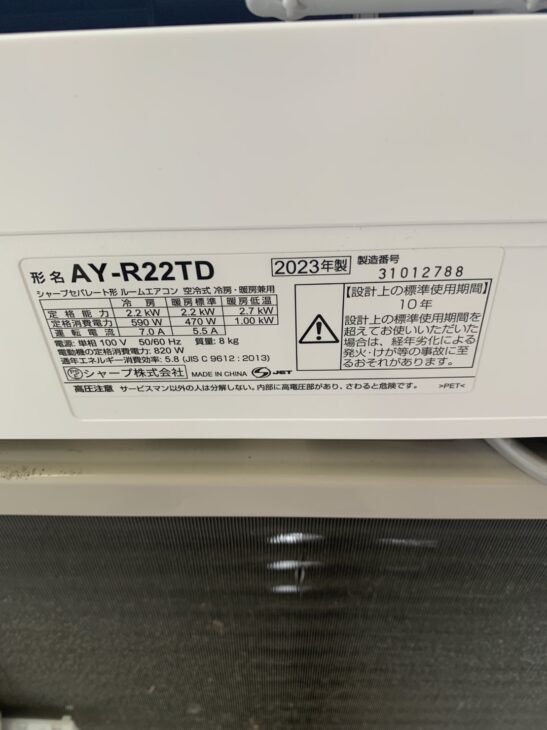 形名 AY-R22TD 2023年製 製造番号 31012788
シャープセパレート形 ルームエアコン 空冷式 冷房・暖房兼用
冷房 暖房標準 暖房低温
定格能力 2.2 kW 2.2 kW 2.7 kW
定格消費電力 590 W 470 W 1.00 kW
運転電流 7.0 A 5.5 A
電源: 単相 100 V 50/60 Hz 質量: 8 kg
電動機の定格消費電力: 820 W
通年エネルギー消費効率: 5.8 (JIS C 9612 : 2013)
シャープ株式会社 MADE IN CHINA S JET
【設計上の標準使用期間】
10年
設計上の標準使用期間を
超えてお使いいただいた
場合は、経年劣化による
発火・けが等の事故に至
るおそれがあります。
高圧注意 サービスマン以外の人は分解しない。内部に高電圧部があり、さわると危険です。 >PET<